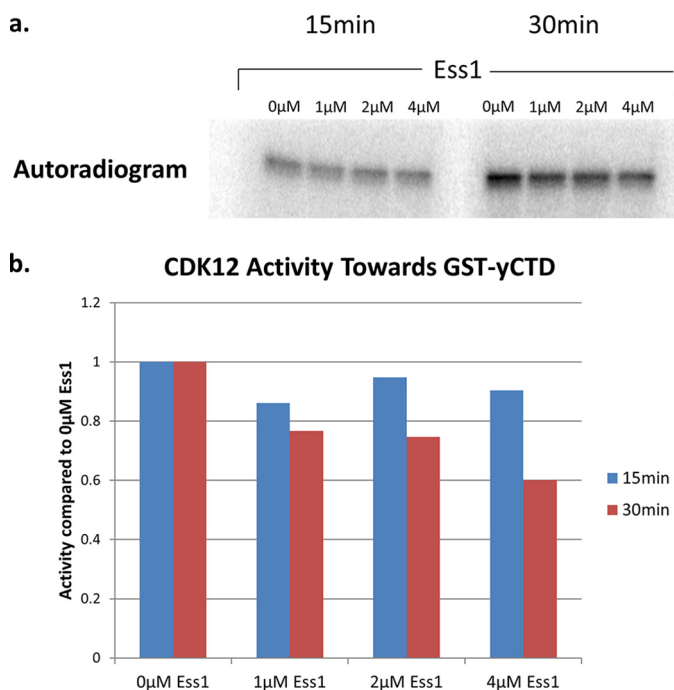 a.
15min 30min
Ess1
0µM 1µM 2µM 4µM 0µM 1µM 2µM 4µM
Autoradiogram
b.
CDK12 Activity Towards GST-yCTD
Activity compared to 0µM Ess1
1.2
1
0.8
0.6
0.4
0.2
0
0µM Ess1 1µM Ess1 2µM Ess1 4µM Ess1
15min
30min